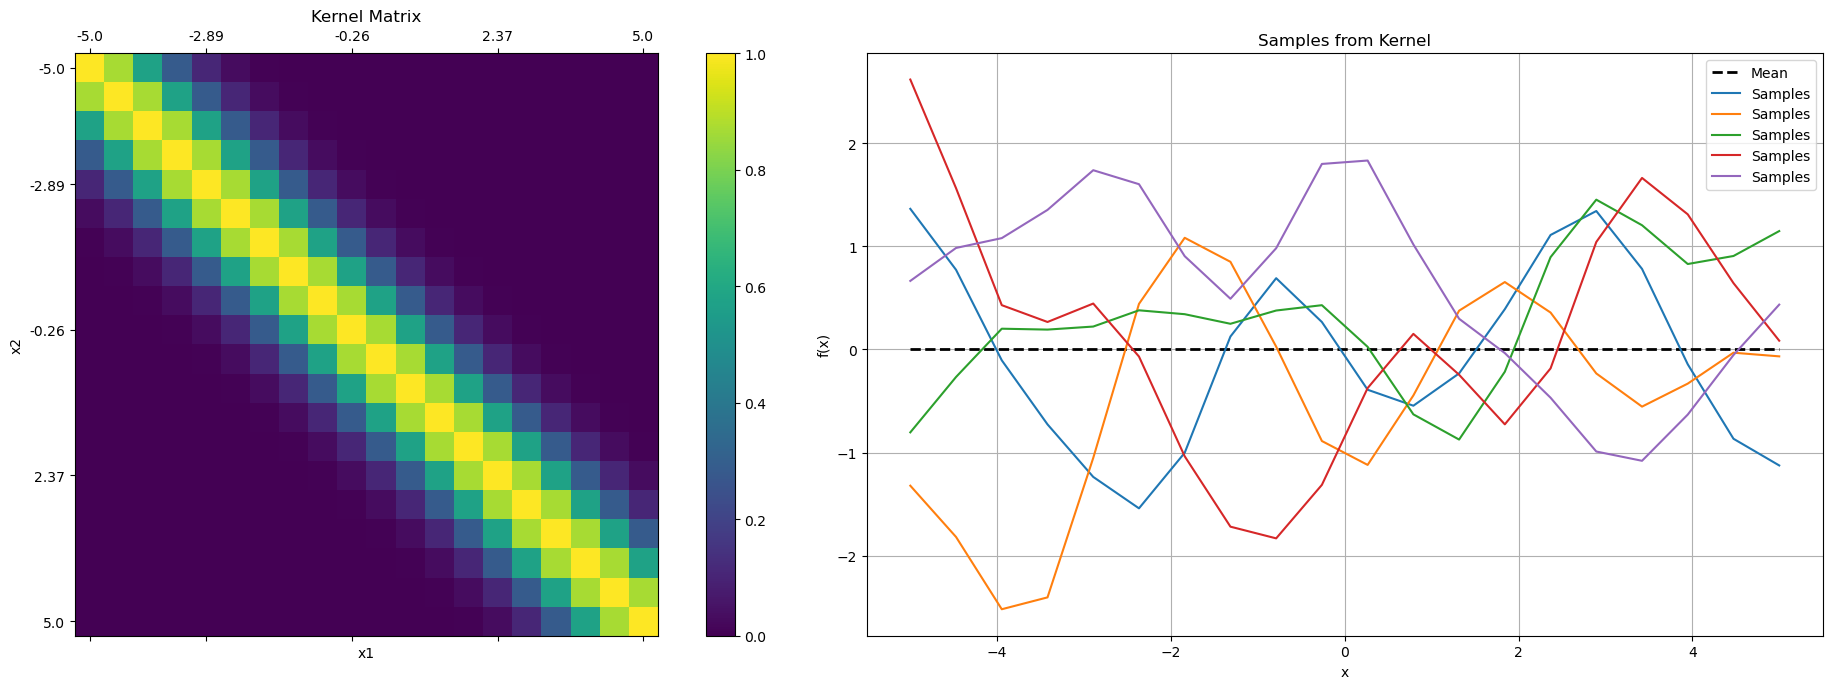 Kernel Matrix
-5.0 -2.89 -0.26 2.37 5.0
-5.0
-2.89
-0.26
2.37
5.0
x2
x1
1.0
0.8
0.6
0.4
0.2
0.0
Samples from Kernel
Mean
Samples
Samples
Samples
Samples
Samples
2
1
0
−1
−2
f(x)
−4 −2 0 2 4
x